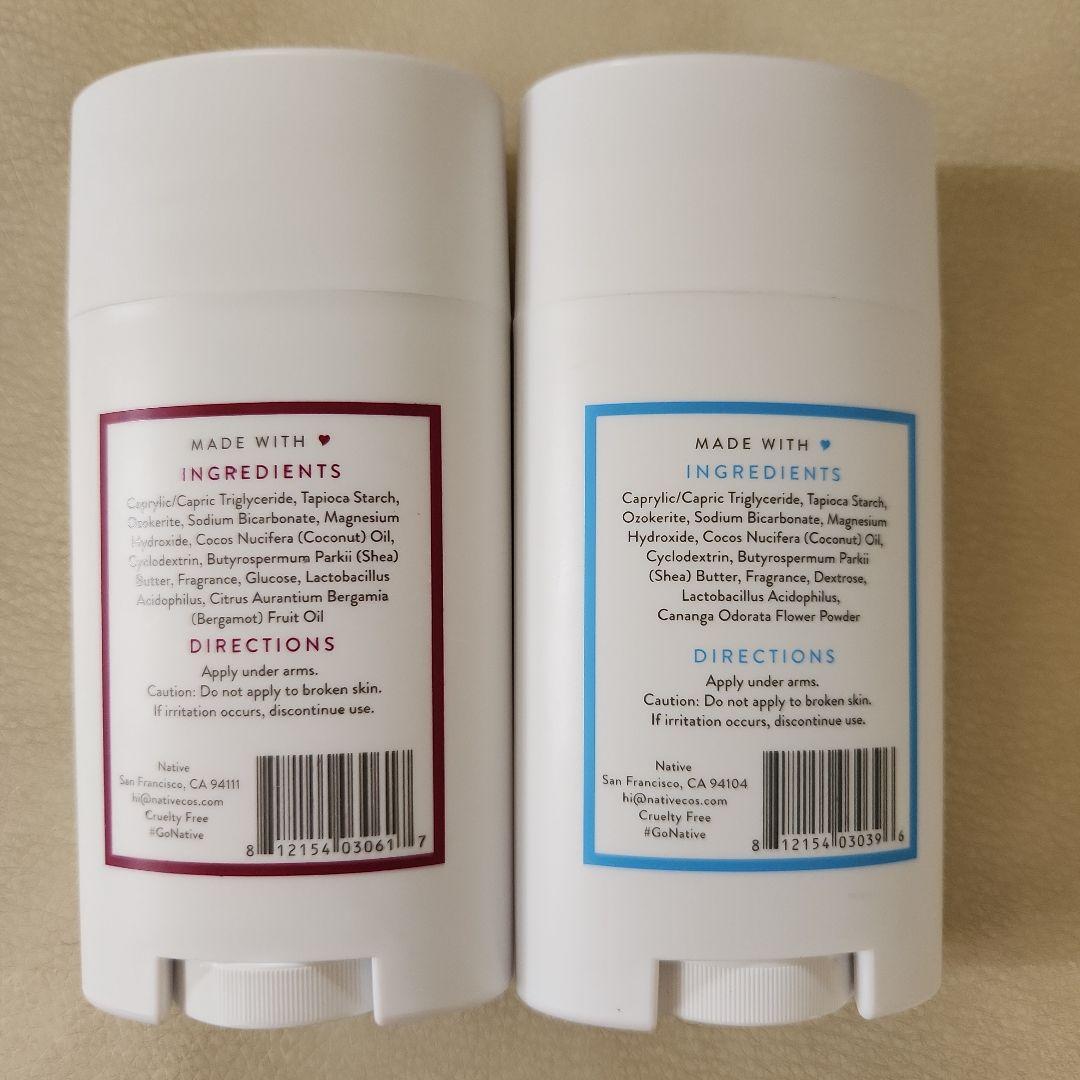 MADE WITH ♥
INGREDIENTS
Caprylic/Capric Triglyceride, Tapioca Starch,
Ozokerite, Sodium Bicarbonate, Magnesium
Hydroxide, Cocos Nucifera (Coconut) Oil,
Cyclodextrin, Butyrospermum Parkii (Shea)
Butter, Fragrance, Glucose, Lactobacillus
Acidophilus, Citrus Aurantium Bergamia
(Bergamot) Fruit Oil
DIRECTIONS
Apply under arms.
Caution: Do not apply to broken skin.
If irritation occurs, discontinue use.
Native
San Francisco, CA 94111
hi@nativecos.com
Cruelty Free
#GoNative
8 12154 03061 7
MADE WITH ♥
INGREDIENTS
Caprylic/Capric Triglyceride, Tapioca Starch,
Ozokerite, Sodium Bicarbonate, Magnesium
Hydroxide, Cocos Nucifera (Coconut) Oil,
Cyclodextrin, Butyrospermum Parkii
(Shea) Butter, Fragrance, Dextrose,
Lactobacillus Acidophilus,
Cananga Odorata Flower Powder
DIRECTIONS
Apply under arms.
Caution: Do not apply to broken skin.
If irritation occurs, discontinue use.
Native
San Francisco, CA 94104
hi@nativecos.com
Cruelty Free
#GoNative
8 12154 03039 6